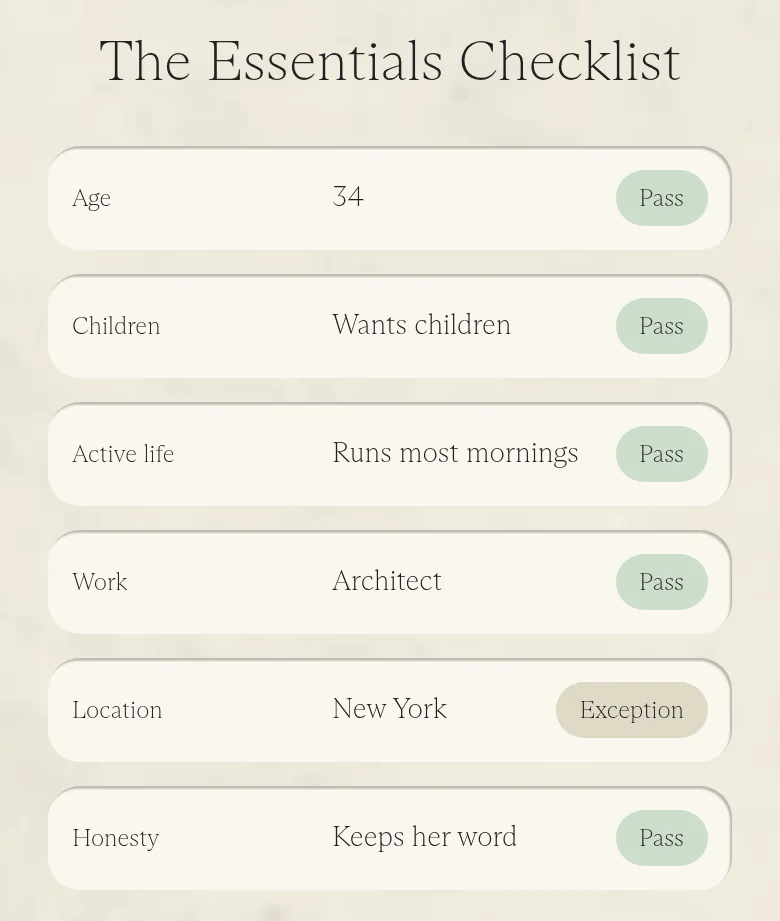 The Essentials Checklist
Age 34 Pass
Children Wants children Pass
Active life Runs most mornings Pass
Work Architect Pass
Location New York Exception
Honesty Keeps her word Pass